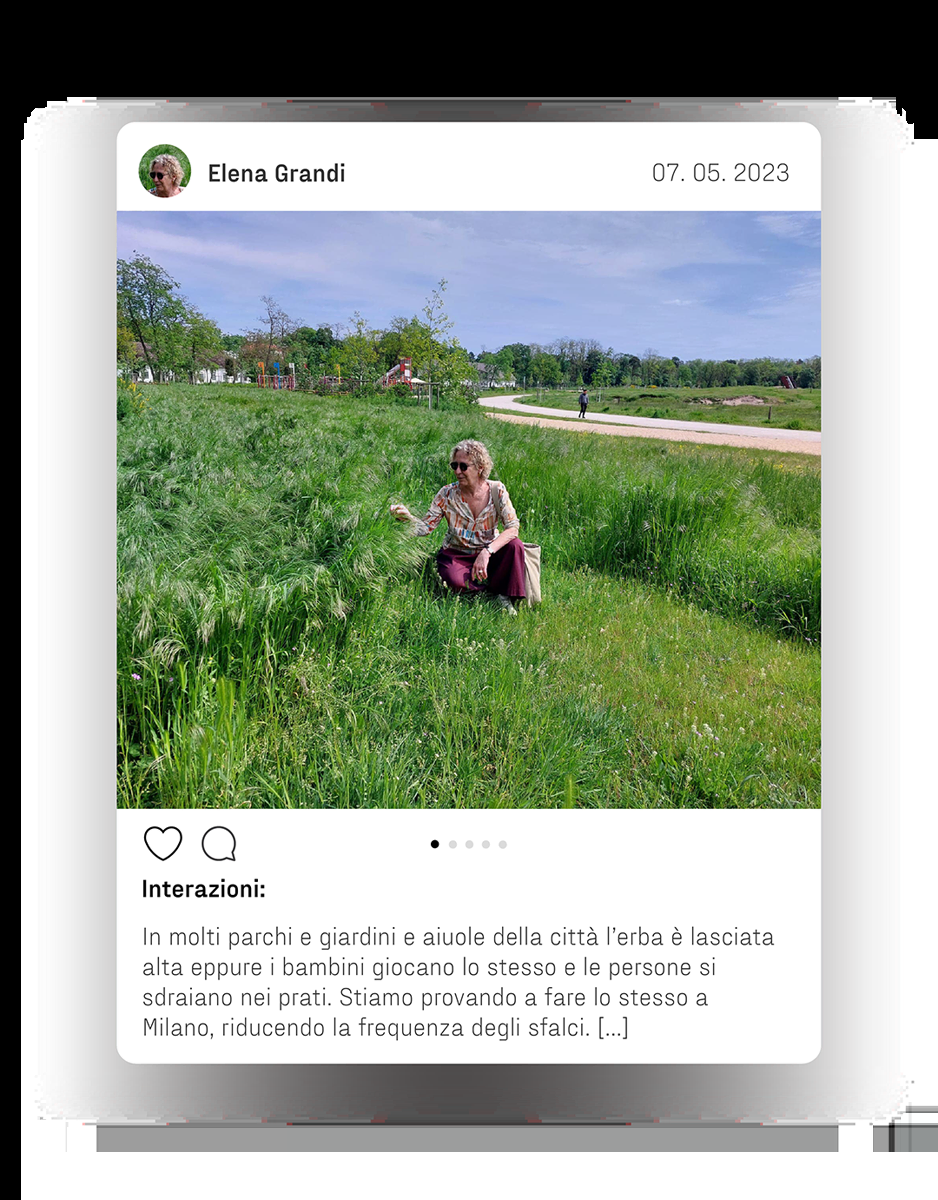 Elena Grandi
07. 05. 2023
Interazioni:
In molti parchi e giardini e aiuole della città l’erba è lasciata
alta eppure i bambini giocano lo stesso e le persone si
sdraiano nei prati. Stiamo provando a fare lo stesso a
Milano, riducendo la frequenza degli sfalci. [...]